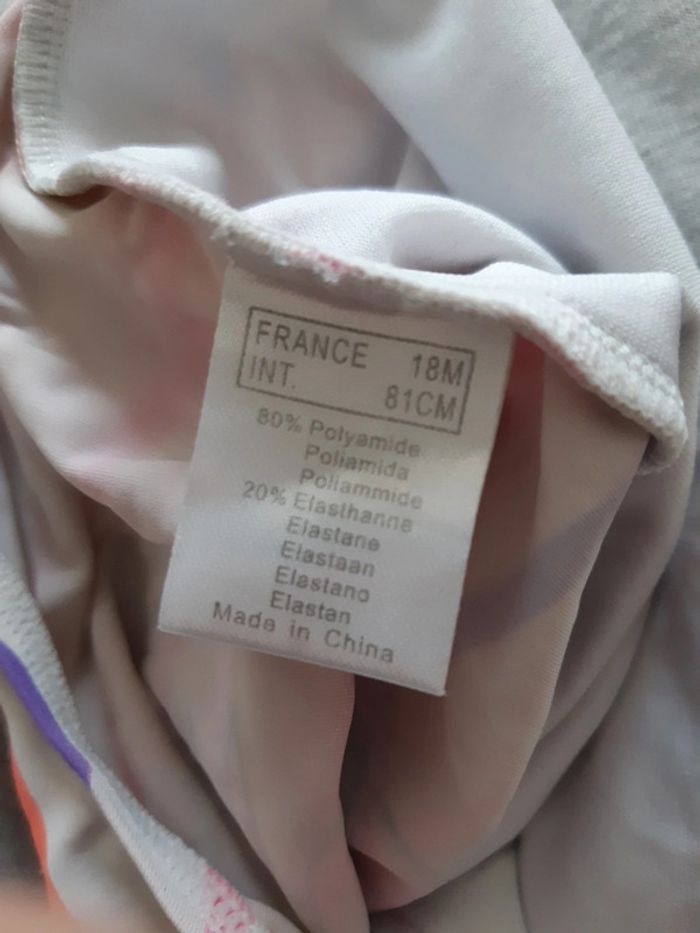 FRANCE 18M
INT. 81CM
80% Polyamide
Poliamida
Poliammide
20% Elasthanne
Elastane
Elastaan
Elastano
Elastan
Made in China